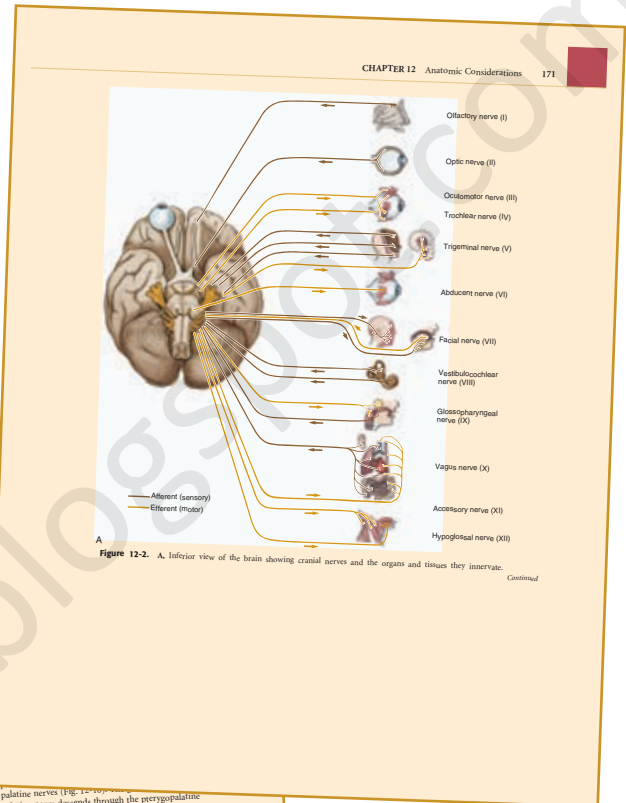 CHAPTER 12 Anatomic Considerations 171
Olfactory nerve (I)
Optic nerve (II)
Oculomotor nerve (III)
Trochlear nerve (IV)
Trigeminal nerve (V)
Abducent nerve (VI)
Facial nerve (VII)
Vestibulocochlear
nerve (VIII)
Glossopharyngeal
nerve (IX)
Vagus nerve (X)
Accessory nerve (XI)
Hypoglossal nerve (XII)
Afferent (sensory)
Efferent (motor)
A
Figure 12-2. A, Inferior view of the brain showing cranial nerves and the organs and tissues they innervate.
Continued
blogspot.com
palatine nerves (Fig.
descends through the pterygopalatine